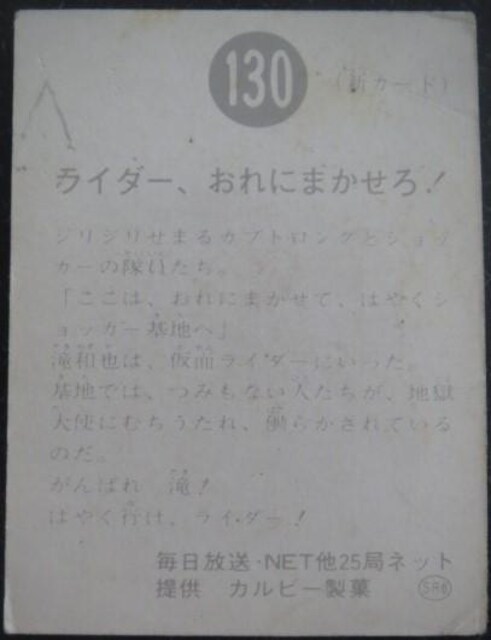 130
(新カード)
ライダー、おれにまかせろ!
ジリジリせまるカブトロングとショッ
カーの隊員たち。
「ここは、おれにまかせて、はやくシ
ョッカー基地へ」
滝和也は、仮面ライダーにいった。
基地では、つみもない人たちが、地獄
大使にむちうたれ、働らかされている
のだ。
がんばれ 滝!
はやく行け、ライダー!
毎日放送・NET他25局ネット
提供 カルビー製菓